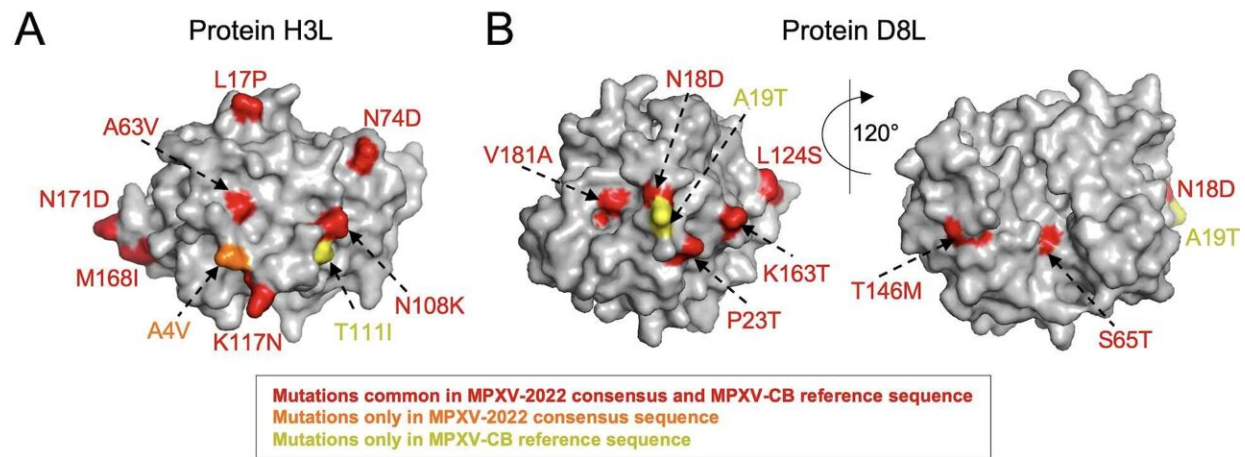 A
Protein H3L
L17P
A63V
N74D
N171D
M168I
A4V
K117N
T111I
N108K
B
Protein D8L
N18D
A19T
V181A
L124S
K163T
P23T
120°
N18D
A19T
T146M
S65T
Mutations common in MPXV-2022 consensus and MPXV-CB reference sequence
Mutations only in MPXV-2022 consensus sequence
Mutations only in MPXV-CB reference sequence